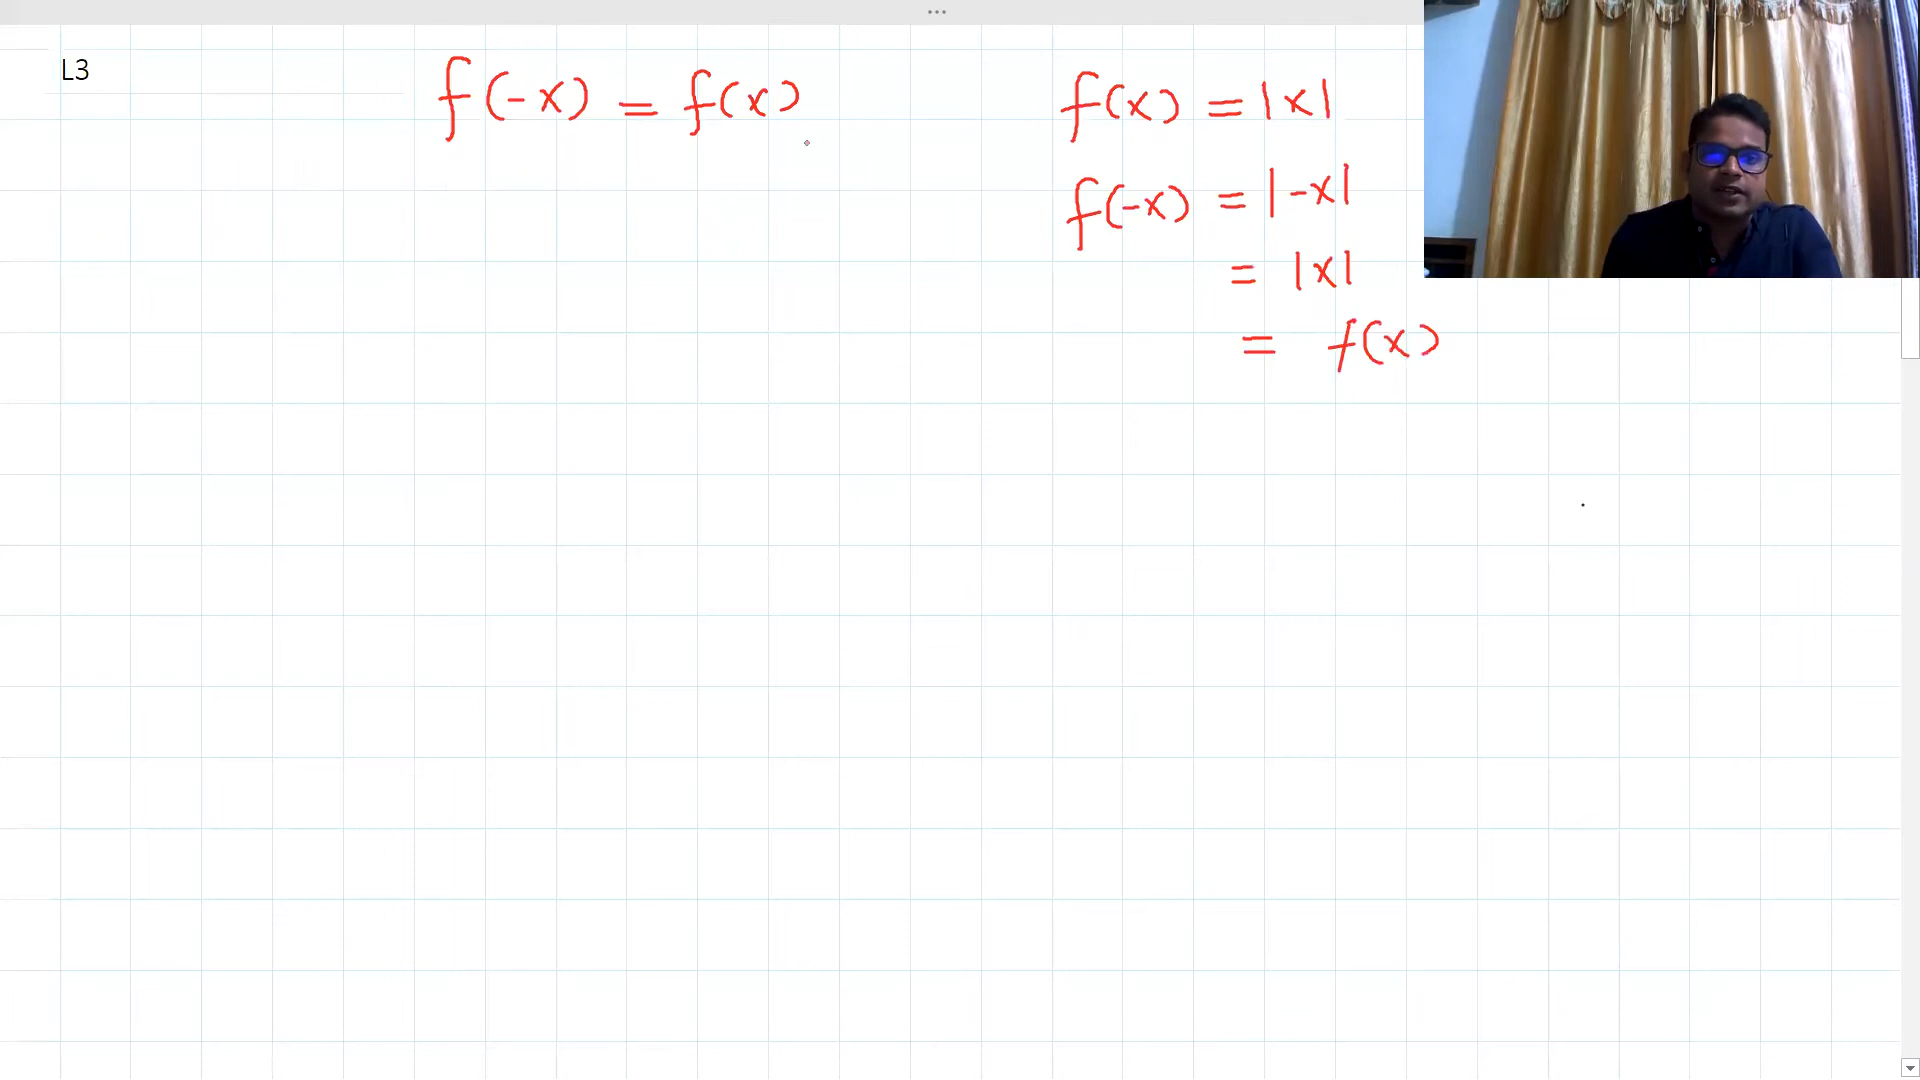 L3
f(-x) = f(x)
f(x) = |x|
f(-x) = |-x|
= |x|
= f(x)